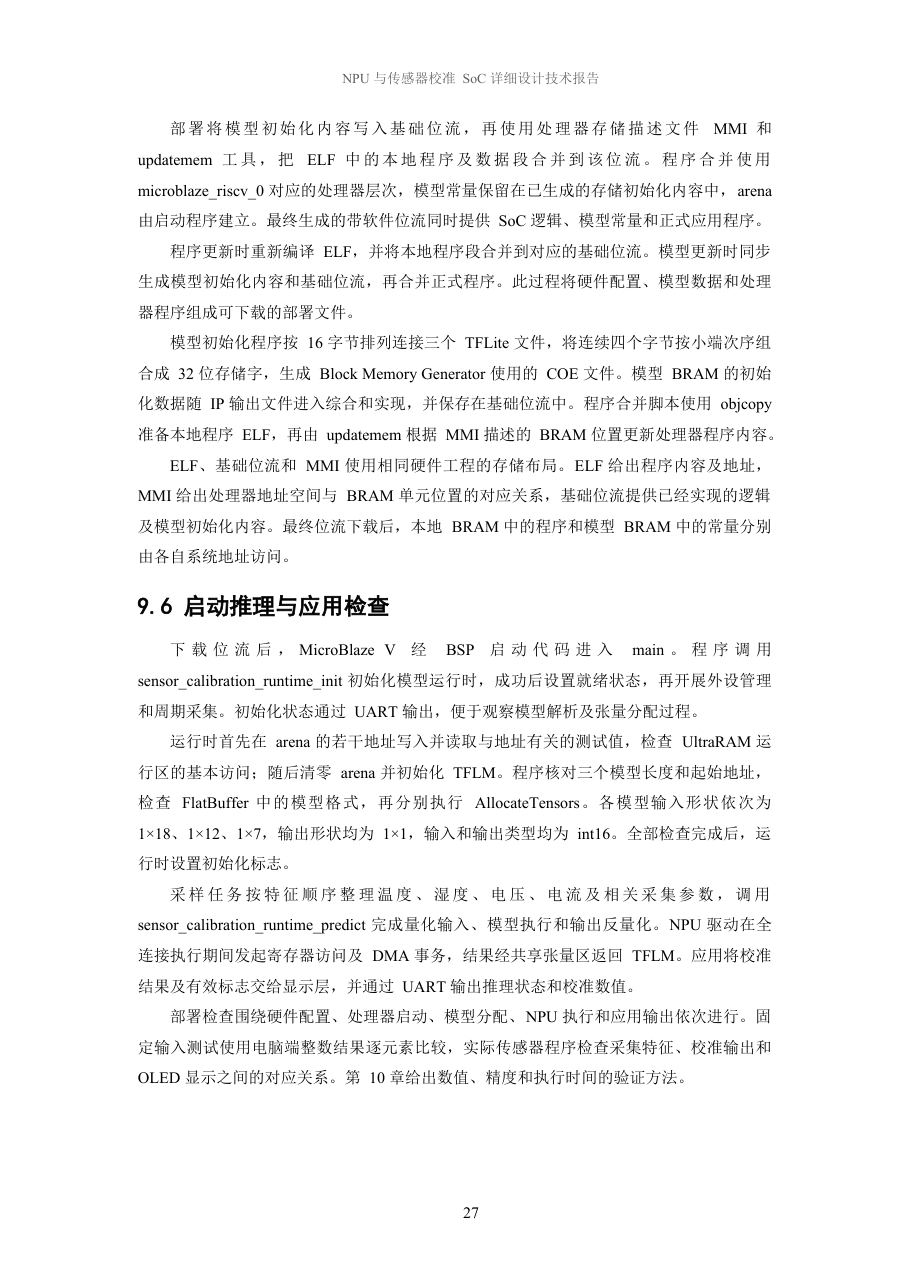 NPU 与传感器校准 SoC 详细设计技术报告
部署将模型初始化内容写入基础位流，再使用处理器存储描述文件 MMI 和
updatemem 工具，把 ELF 中的本地程序及数据段合并到该位流。程序合并使用
microblaze_riscv_0 对应的处理器层次，模型常量保留在已生成的存储初始化内容中，arena
由启动程序建立。最终生成的带软件位流同时提供 SoC 逻辑、模型常量和正式应用程序。
程序更新时重新编译 ELF，并将本地程序段合并到对应的基础位流。模型更新时同步
生成模型初始化内容和基础位流，再合并正式程序。此过程将硬件配置、模型数据和处理
器程序组成可下载的部署文件。
模型初始化程序按 16 字节排列连接三个 TFLite 文件，将连续四个字节按小端次序组
合成 32 位存储字，生成 Block Memory Generator 使用的 COE 文件。模型 BRAM 的初始
化数据随 IP 输出文件进入综合和实现，并保存在基础位流中。程序合并脚本使用 objcopy
准备本地程序 ELF，再由 updatemem 根据 MMI 描述的 BRAM 位置更新处理器程序内容。
ELF、基础位流和 MMI 使用相同硬件工程的存储布局。ELF 给出程序内容及地址，
MMI 给出处理器地址空间与 BRAM 单元位置的对应关系，基础位流提供已经实现的逻辑
及模型初始化内容。最终位流下载后，本地 BRAM 中的程序和模型 BRAM 中的常量分别
由各自系统地址访问。
9.6 启动推理与应用检查
下载位流后，MicroBlaze V 经 BSP 启动代码进入 main。程序调用
sensor_calibration_runtime_init 初始化模型运行时，成功后设置就绪状态，再开展外设管理
和周期采集。初始化状态通过 UART 输出，便于观察模型解析及张量分配过程。
运行时首先在 arena 的若干地址写入并读取与地址有关的测试值，检查 UltraRAM 运
行区的基本访问；随后清零 arena 并初始化 TFLM。程序核对三个模型长度和起始地址，
检查 FlatBuffer 中的模型格式，再分别执行 AllocateTensors。各模型输入形状依次为
1×18、1×12、1×7，输出形状均为 1×1，输入和输出类型均为 int16。全部检查完成后，运
行时设置初始化标志。
采样任务按特征顺序整理温度、湿度、电压、电流及相关采集参数，调用
sensor_calibration_runtime_predict 完成量化输入、模型执行和输出反量化。NPU 驱动在全
连接执行期间发起寄存器访问及 DMA 事务，结果经共享张量区返回 TFLM。应用将校准
结果及有效标志交给显示层，并通过 UART 输出推理状态和校准数值。
部署检查围绕硬件配置、处理器启动、模型分配、NPU 执行和应用输出依次进行。固
定输入测试使用电脑端整数结果逐元素比较，实际传感器程序检查采集特征、校准输出和
OLED 显示之间的对应关系。第 10 章给出数值、精度和执行时间的验证方法。
27